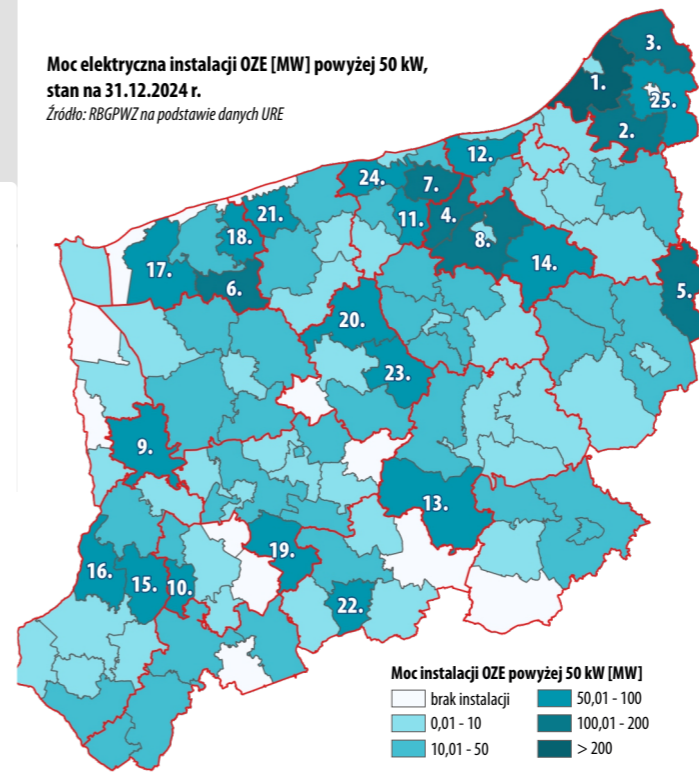 Moc elektryczna instalacji OZE [MW] powyżej 50 kW,
stan na 31.12.2024 r.
Źródło: RBGPWZ na podstawie danych URE
3.
1.
25.
2.
12.
24.
7.
21.
11.
4.
18.
8.
17.
14.
6.
5.
20.
23.
9.
13.
19.
16.
15.
10.
22.
Moc instalacji OZE powyżej 50 kW [MW]
brak instalacji
0,01 - 10
10,01 - 50
50,01 - 100
100,01 - 200
> 200